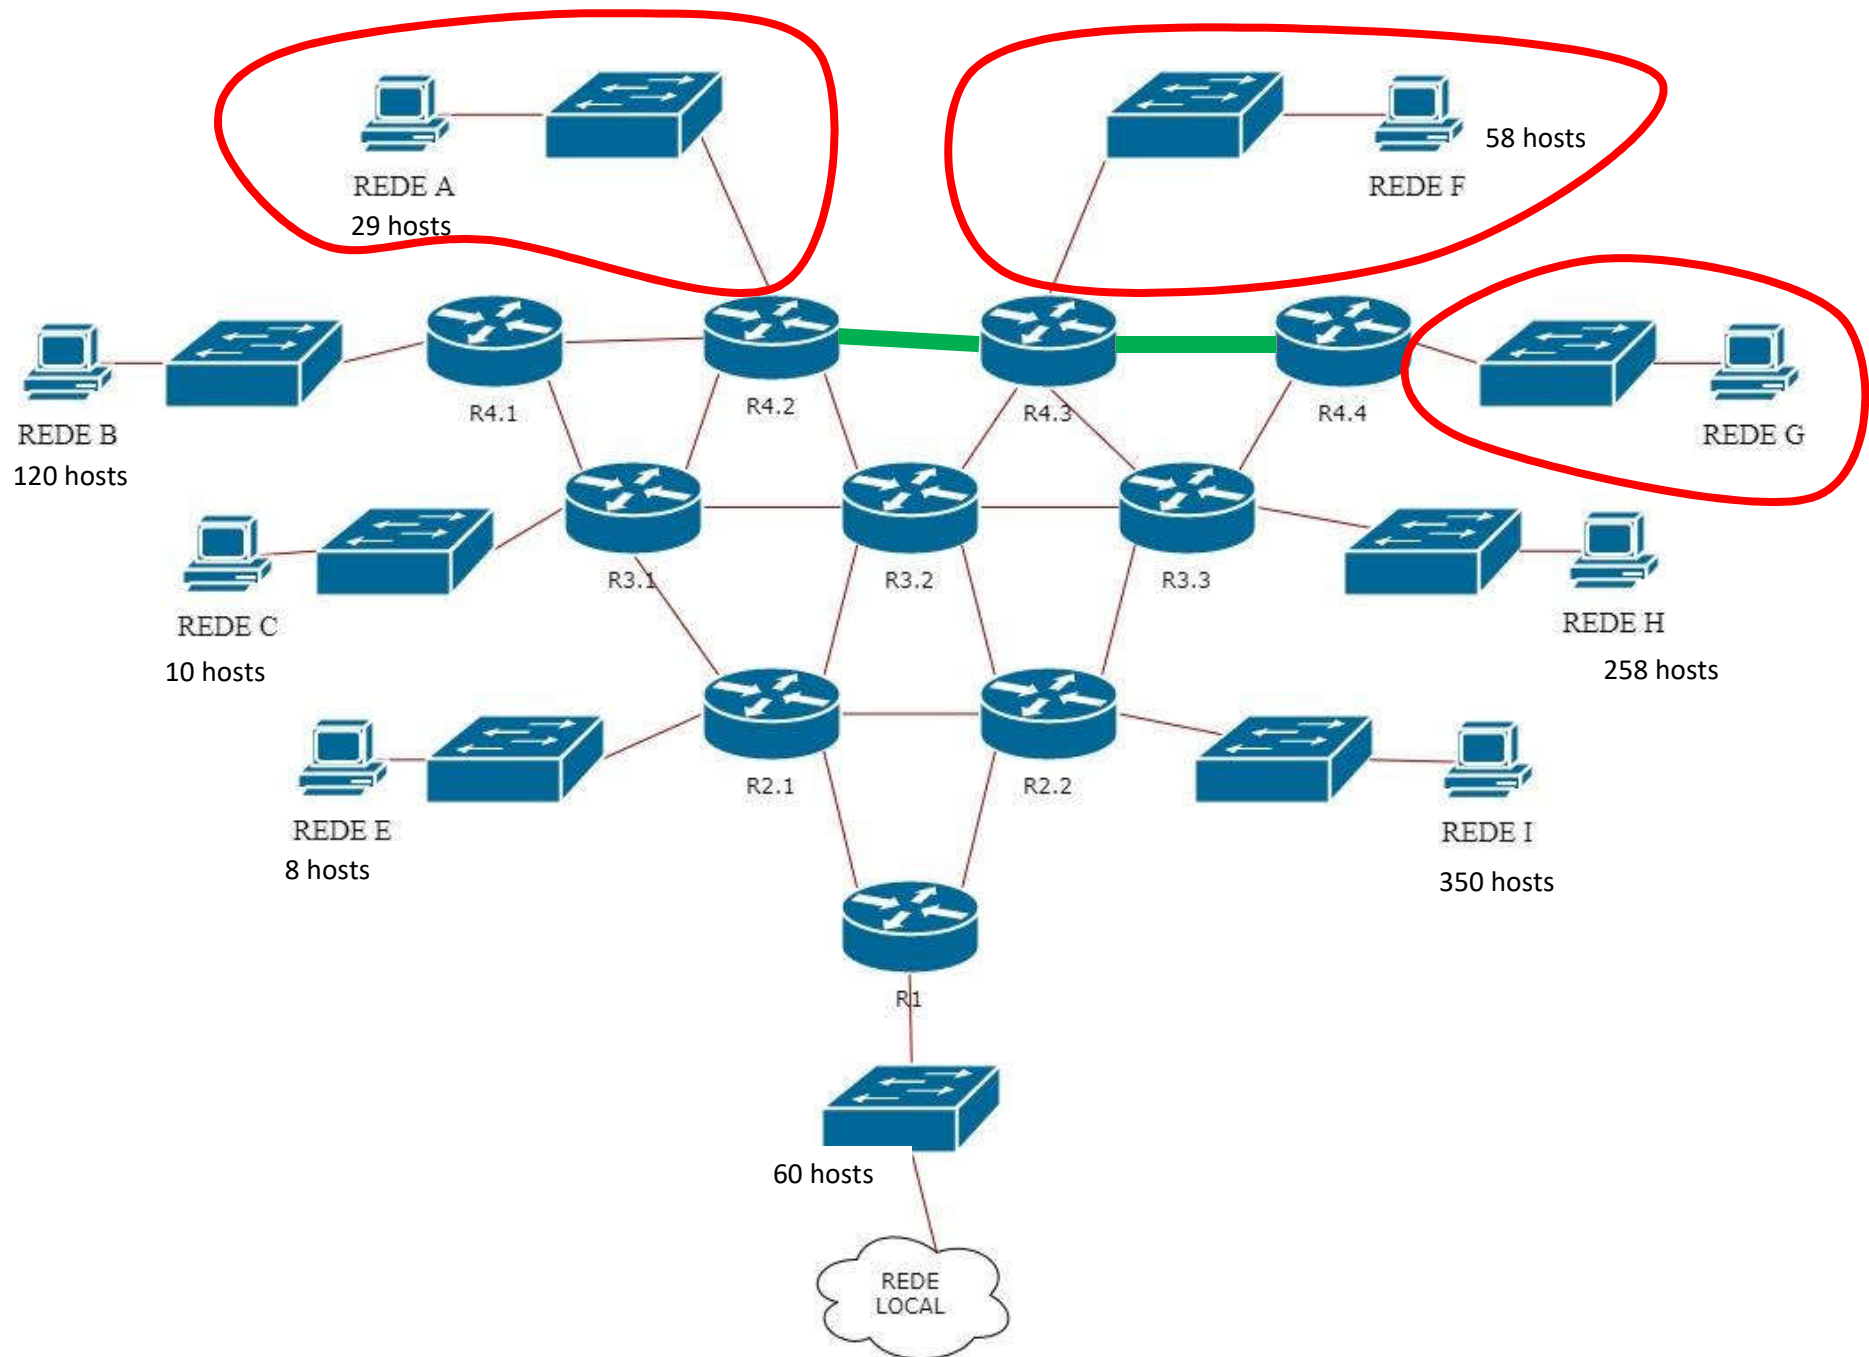 REDE A
29 hosts
58 hosts
REDE F
R4.1
R4.2
R4.3
R4.4
REDE B
120 hosts
REDE G
R3.1
R3.2
R3.3
REDE C
10 hosts
REDE H
258 hosts
R2.1
R2.2
REDE E
8 hosts
REDE I
350 hosts
R1
60 hosts
REDE
LOCAL